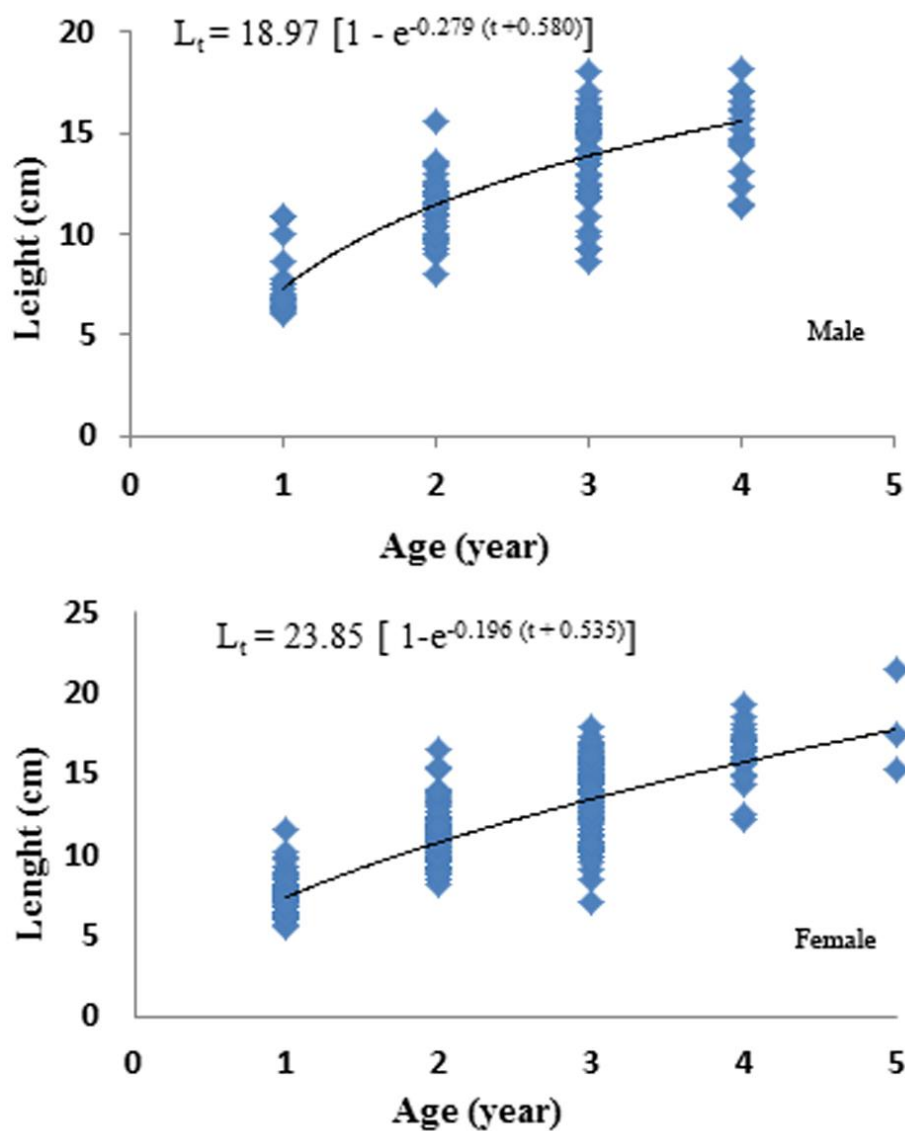 L_t = 18.97 [1 - e^-0.279 (t +0.580)]
20
15
10
5
0
Leight (cm)
Male
0 1 2 3 4 5
Age (year)
L_t = 23.85 [ 1-e^-0.196 (t + 0.535)]
25
20
15
10
5
0
Lenght (cm)
Female
0 1 2 3 4 5
Age (year)